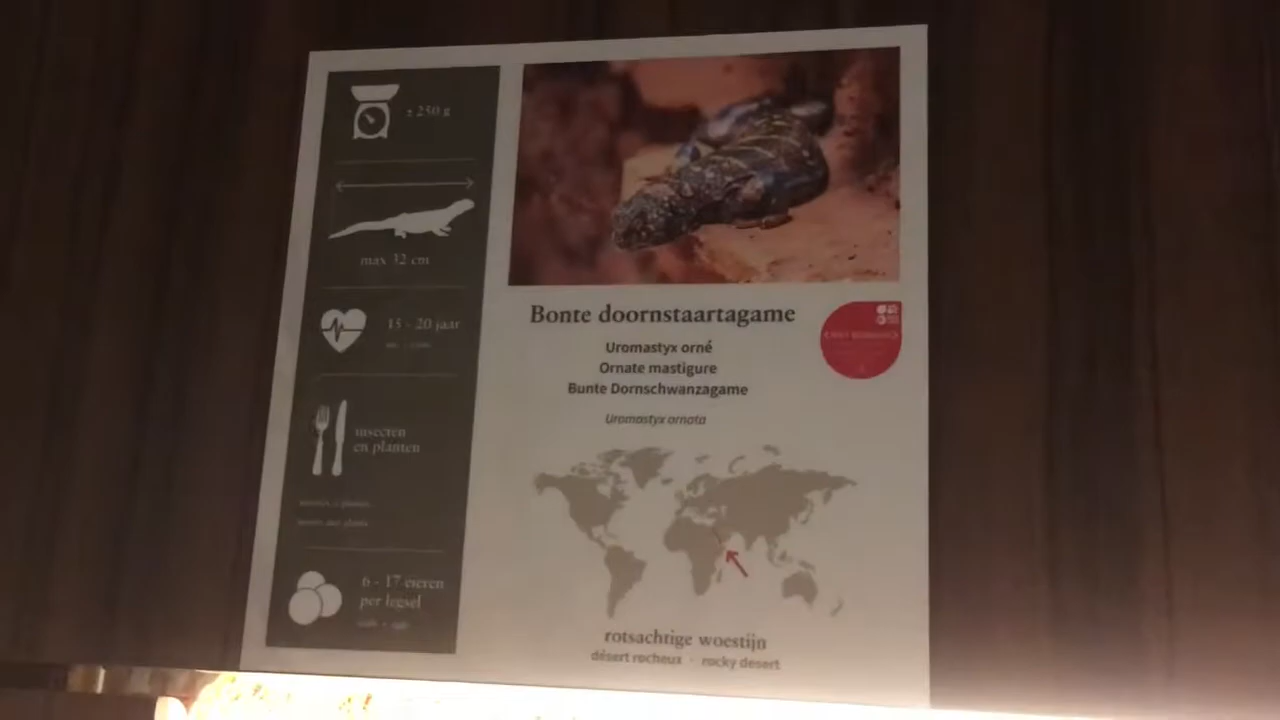 ± 250 g
max 32 cm
15 - 20 jaar
insecten
en planten
6 - 17 eieren
per legsel
Bonte doornstaartagame
Uromastyx orné
Ornate mastigure
Bunte Dornschwanzagame
Uromastyx ornata
rotsachtige woestijn
désert rocheux · rocky desert